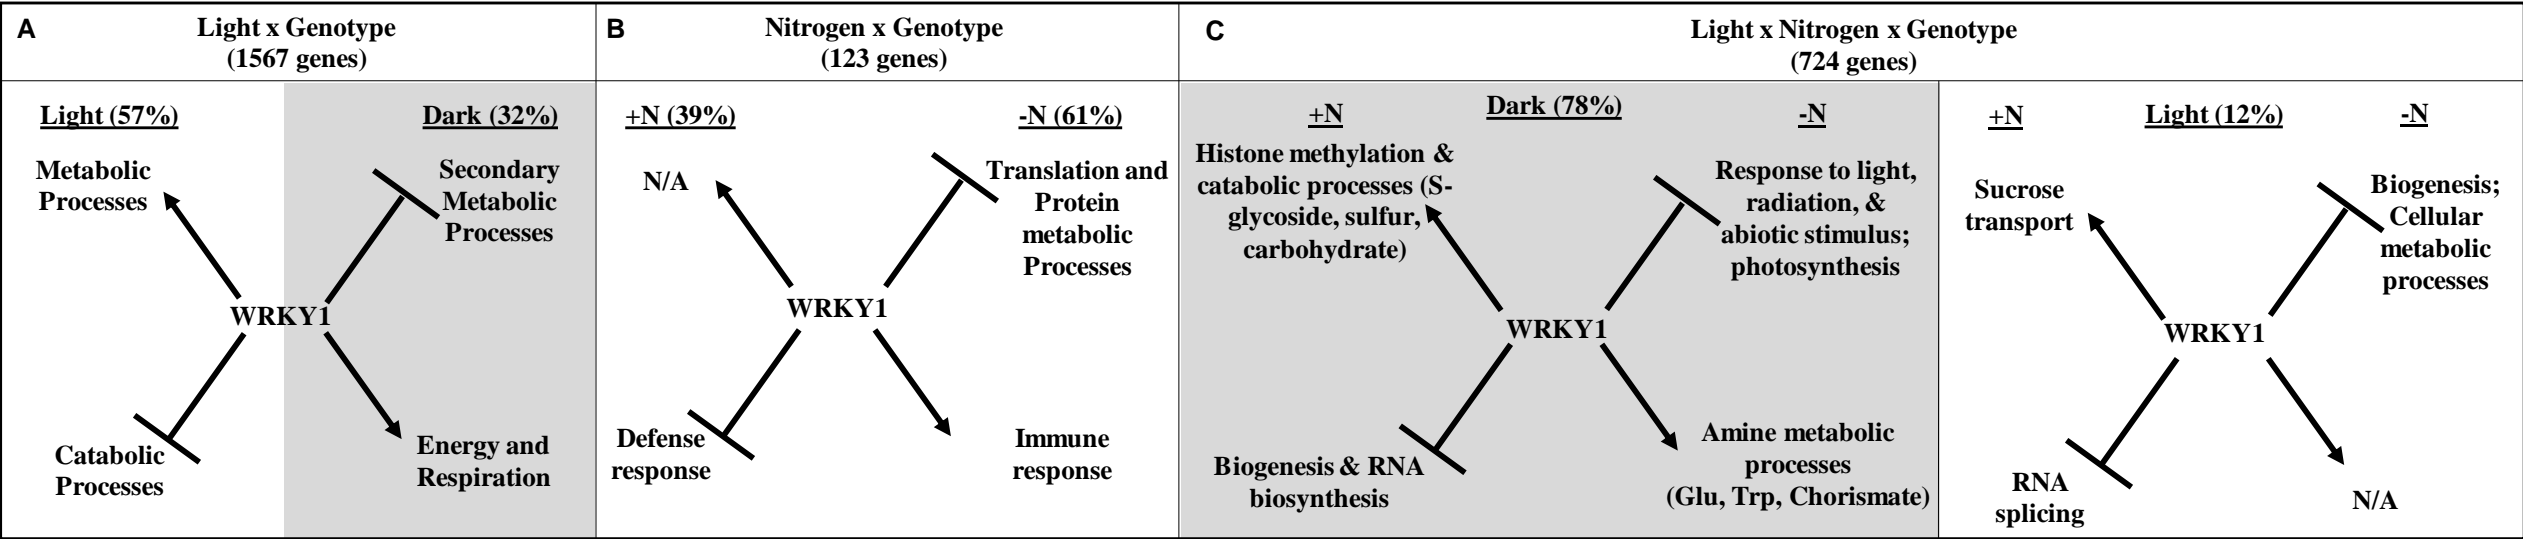 A
Light x Genotype
(1567 genes)
Light (57%)
Dark (32%)
Metabolic
Processes
Secondary
Metabolic
Processes
WRKY1
Catabolic
Processes
Energy and
Respiration
B
Nitrogen x Genotype
(123 genes)
+N (39%)
-N (61%)
N/A
Translation and
Protein
metabolic
Processes
WRKY1
Defense
response
Immune
response
C
Light x Nitrogen x Genotype
(724 genes)
+N
Dark (78%)
-N
Histone methylation &
catabolic processes (S-
glycoside, sulfur,
carbohydrate)
Response to light,
radiation, &
abiotic stimulus;
photosynthesis
WRKY1
Biogenesis & RNA
biosynthesis
Amine metabolic
processes
(Glu, Trp, Chorismate)
+N
Light (12%)
-N
Sucrose
transport
Biogenesis;
Cellular
metabolic
processes
WRKY1
RNA
splicing
N/A